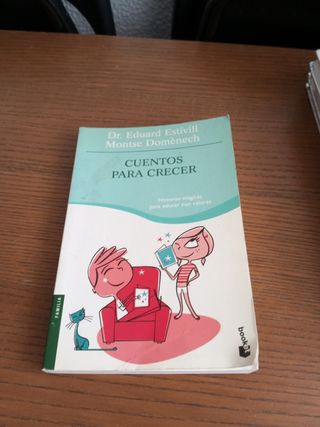 Dr. Eduard Estivill
Montse Domènech
CUENTOS
PARA CRECER
Historias mágicas
para educar con valores
FAMILIA
booket